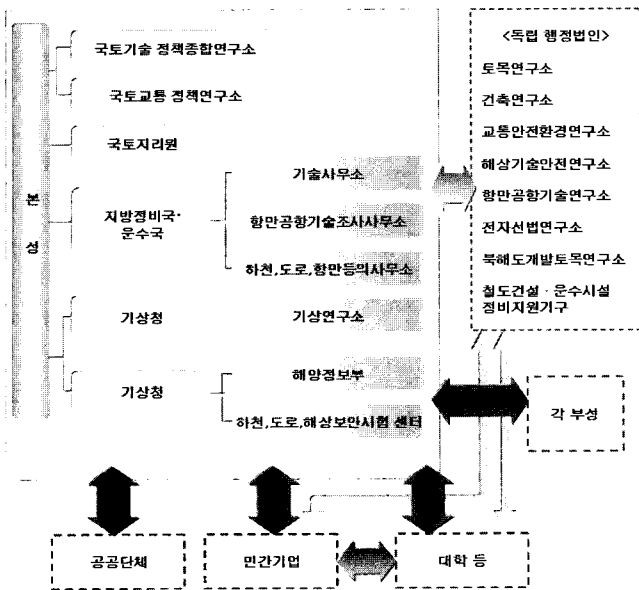 <독립 행정법인>
토목연구소
건축연구소
교통안전환경연구소
해상기술안전연구소
항만공항기술연구소
전자선법연구소
북해도개발토목연구소
철도건설·운수시설
정비지원기구
본
성
국토기술 정책종합연구소
국토교통 정책연구소
국토지리원
지방정비국·
운수국
기술사무소
항만공항기술조사사무소
하천,도로,항만등의사무소
기상청
기상연구소
기상청
해양정보부
하천,도로,해상보안시험 센터
각 부성
공공단체
민간기업
대학 등